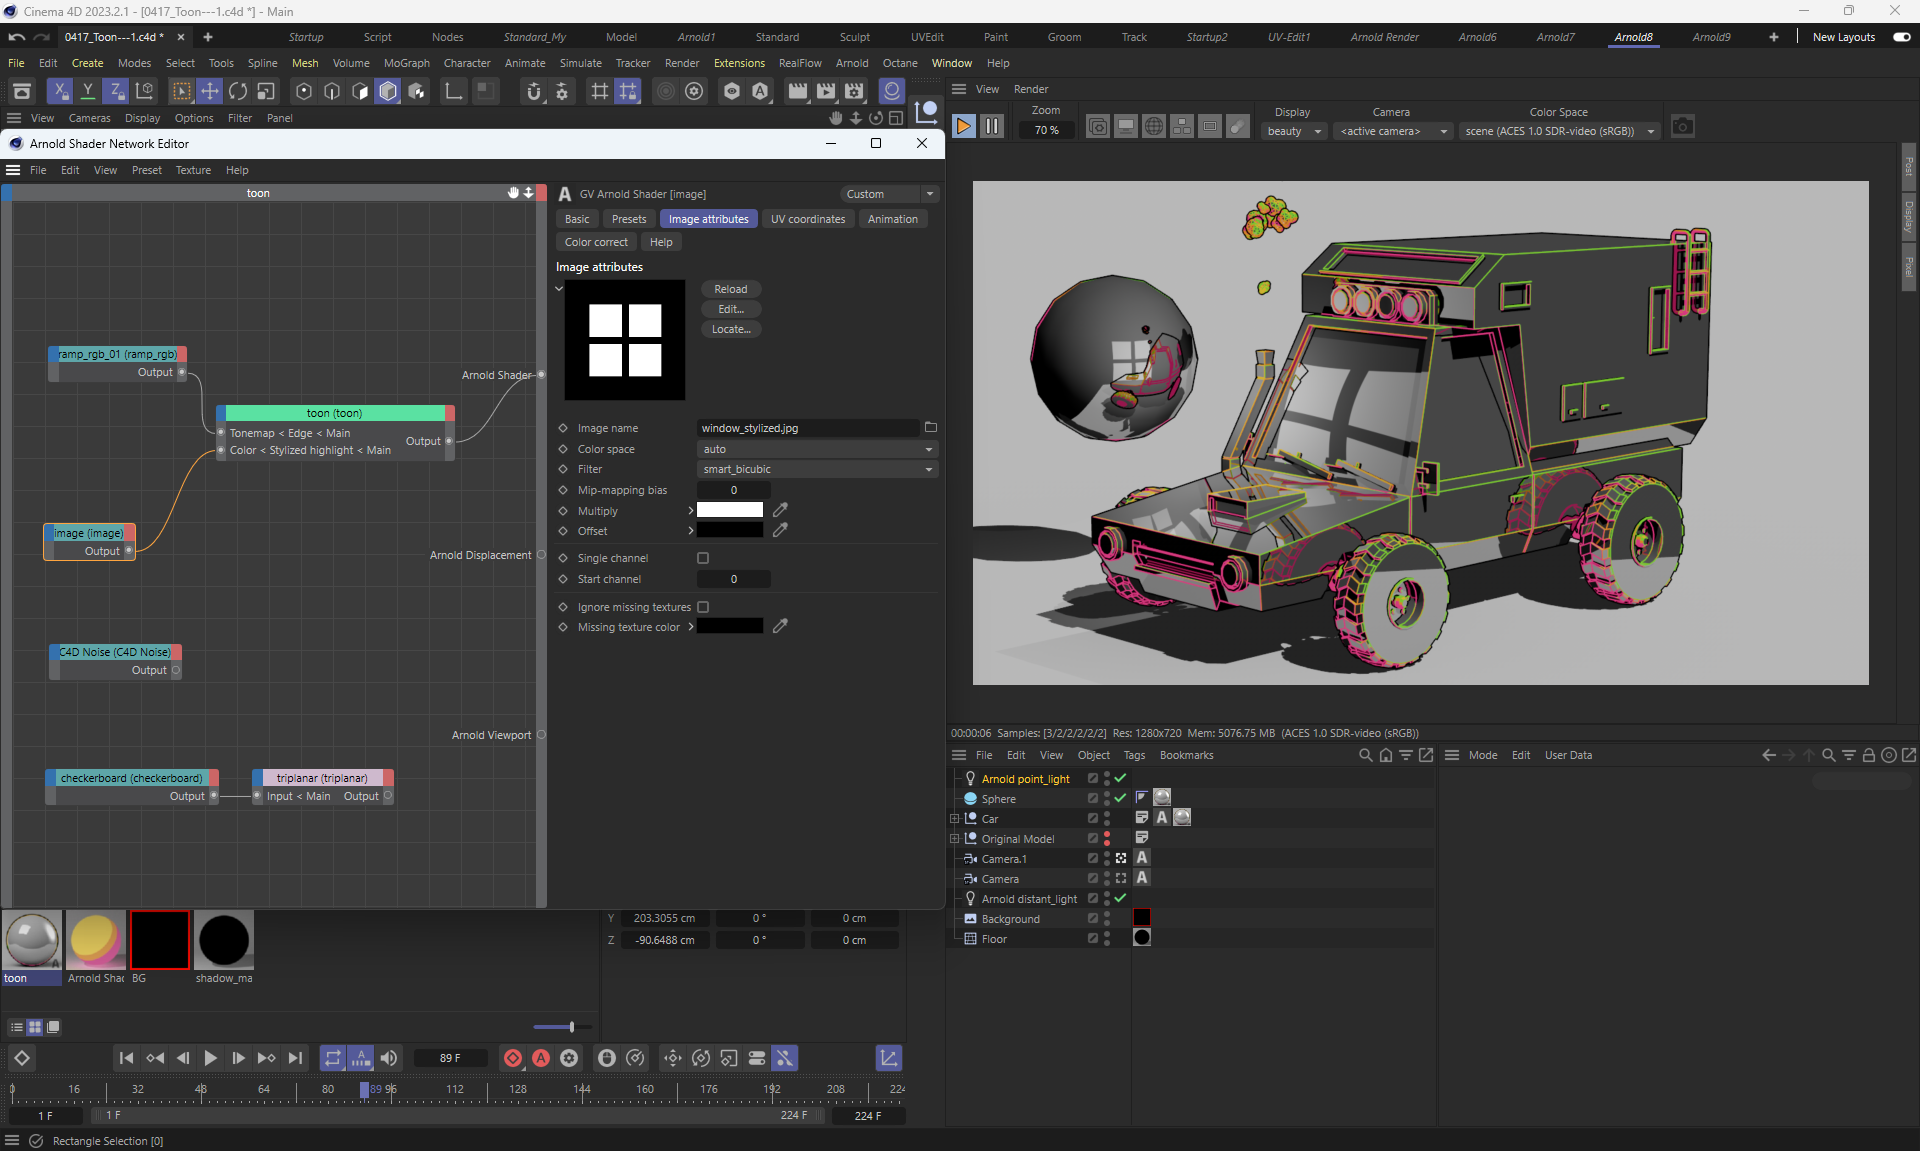 Cinema 4D 2023.2.1 - [0417_Toon---1.c4d *] - Main
0417_Toon---1.c4d *
Startup Script Nodes Standard_My Model Arnold1 Standard Sculpt UVEdit Paint Groom Track Startup2 UV-Edit1 Arnold Render Arnold6 Arnold7 Arnold8 Arnold9 New Layouts
File Edit Create Modes Select Tools Spline Mesh Volume MoGraph Character Animate Simulate Tracker Render Extensions RealFlow Arnold Octane Window Help
X Y Z
View Render
View Cameras Display Options Filter Panel
Zoom
70 %
Display
beauty
Camera
<active camera>
Color Space
scene (ACES 1.0 SDR-video (sRGB))
Post
Display
Pixel
Arnold Shader Network Editor
File Edit View Preset Texture Help
toon
ramp_rgb_01 (ramp_rgb)
Output
toon (toon)
Tonemap < Edge < Main
Color < Stylized highlight < Main
Output
image (image)
Output
C4D Noise (C4D Noise)
Output
checkerboard (checkerboard)
Output
triplanar (triplanar)
Input < Main Output
Arnold Shader
Arnold Displacement
Arnold Viewport
GV Arnold Shader [image]
Custom
Basic Presets Image attributes UV coordinates Animation
Color correct Help
Image attributes
Reload
Edit...
Locate...
Image name window_stylized.jpg
Color space auto
Filter smart_bicubic
Mip-mapping bias 0
Multiply
Offset
Single channel
Start channel 0
Ignore missing textures
Missing texture color
00:00:06 Samples: [3/2/2/2/2/2] Res: 1280x720 Mem: 5076.75 MB (ACES 1.0 SDR-video (sRGB))
File Edit View Object Tags Bookmarks
Mode Edit User Data
Arnold point_light
Sphere
Car
Original Model
Camera.1
Camera
Arnold distant_light
Background
Floor
Y 203.3055 cm 0 ° 0 cm
Z -90.6488 cm 0 ° 0 cm
toon
Arnold Shac
BG
shadow_ma
89 F
16 32 48 64 80 89 96 112 128 144 160 176 192 208 224
1 F
1 F
224 F
224 F
Rectangle Selection [0]